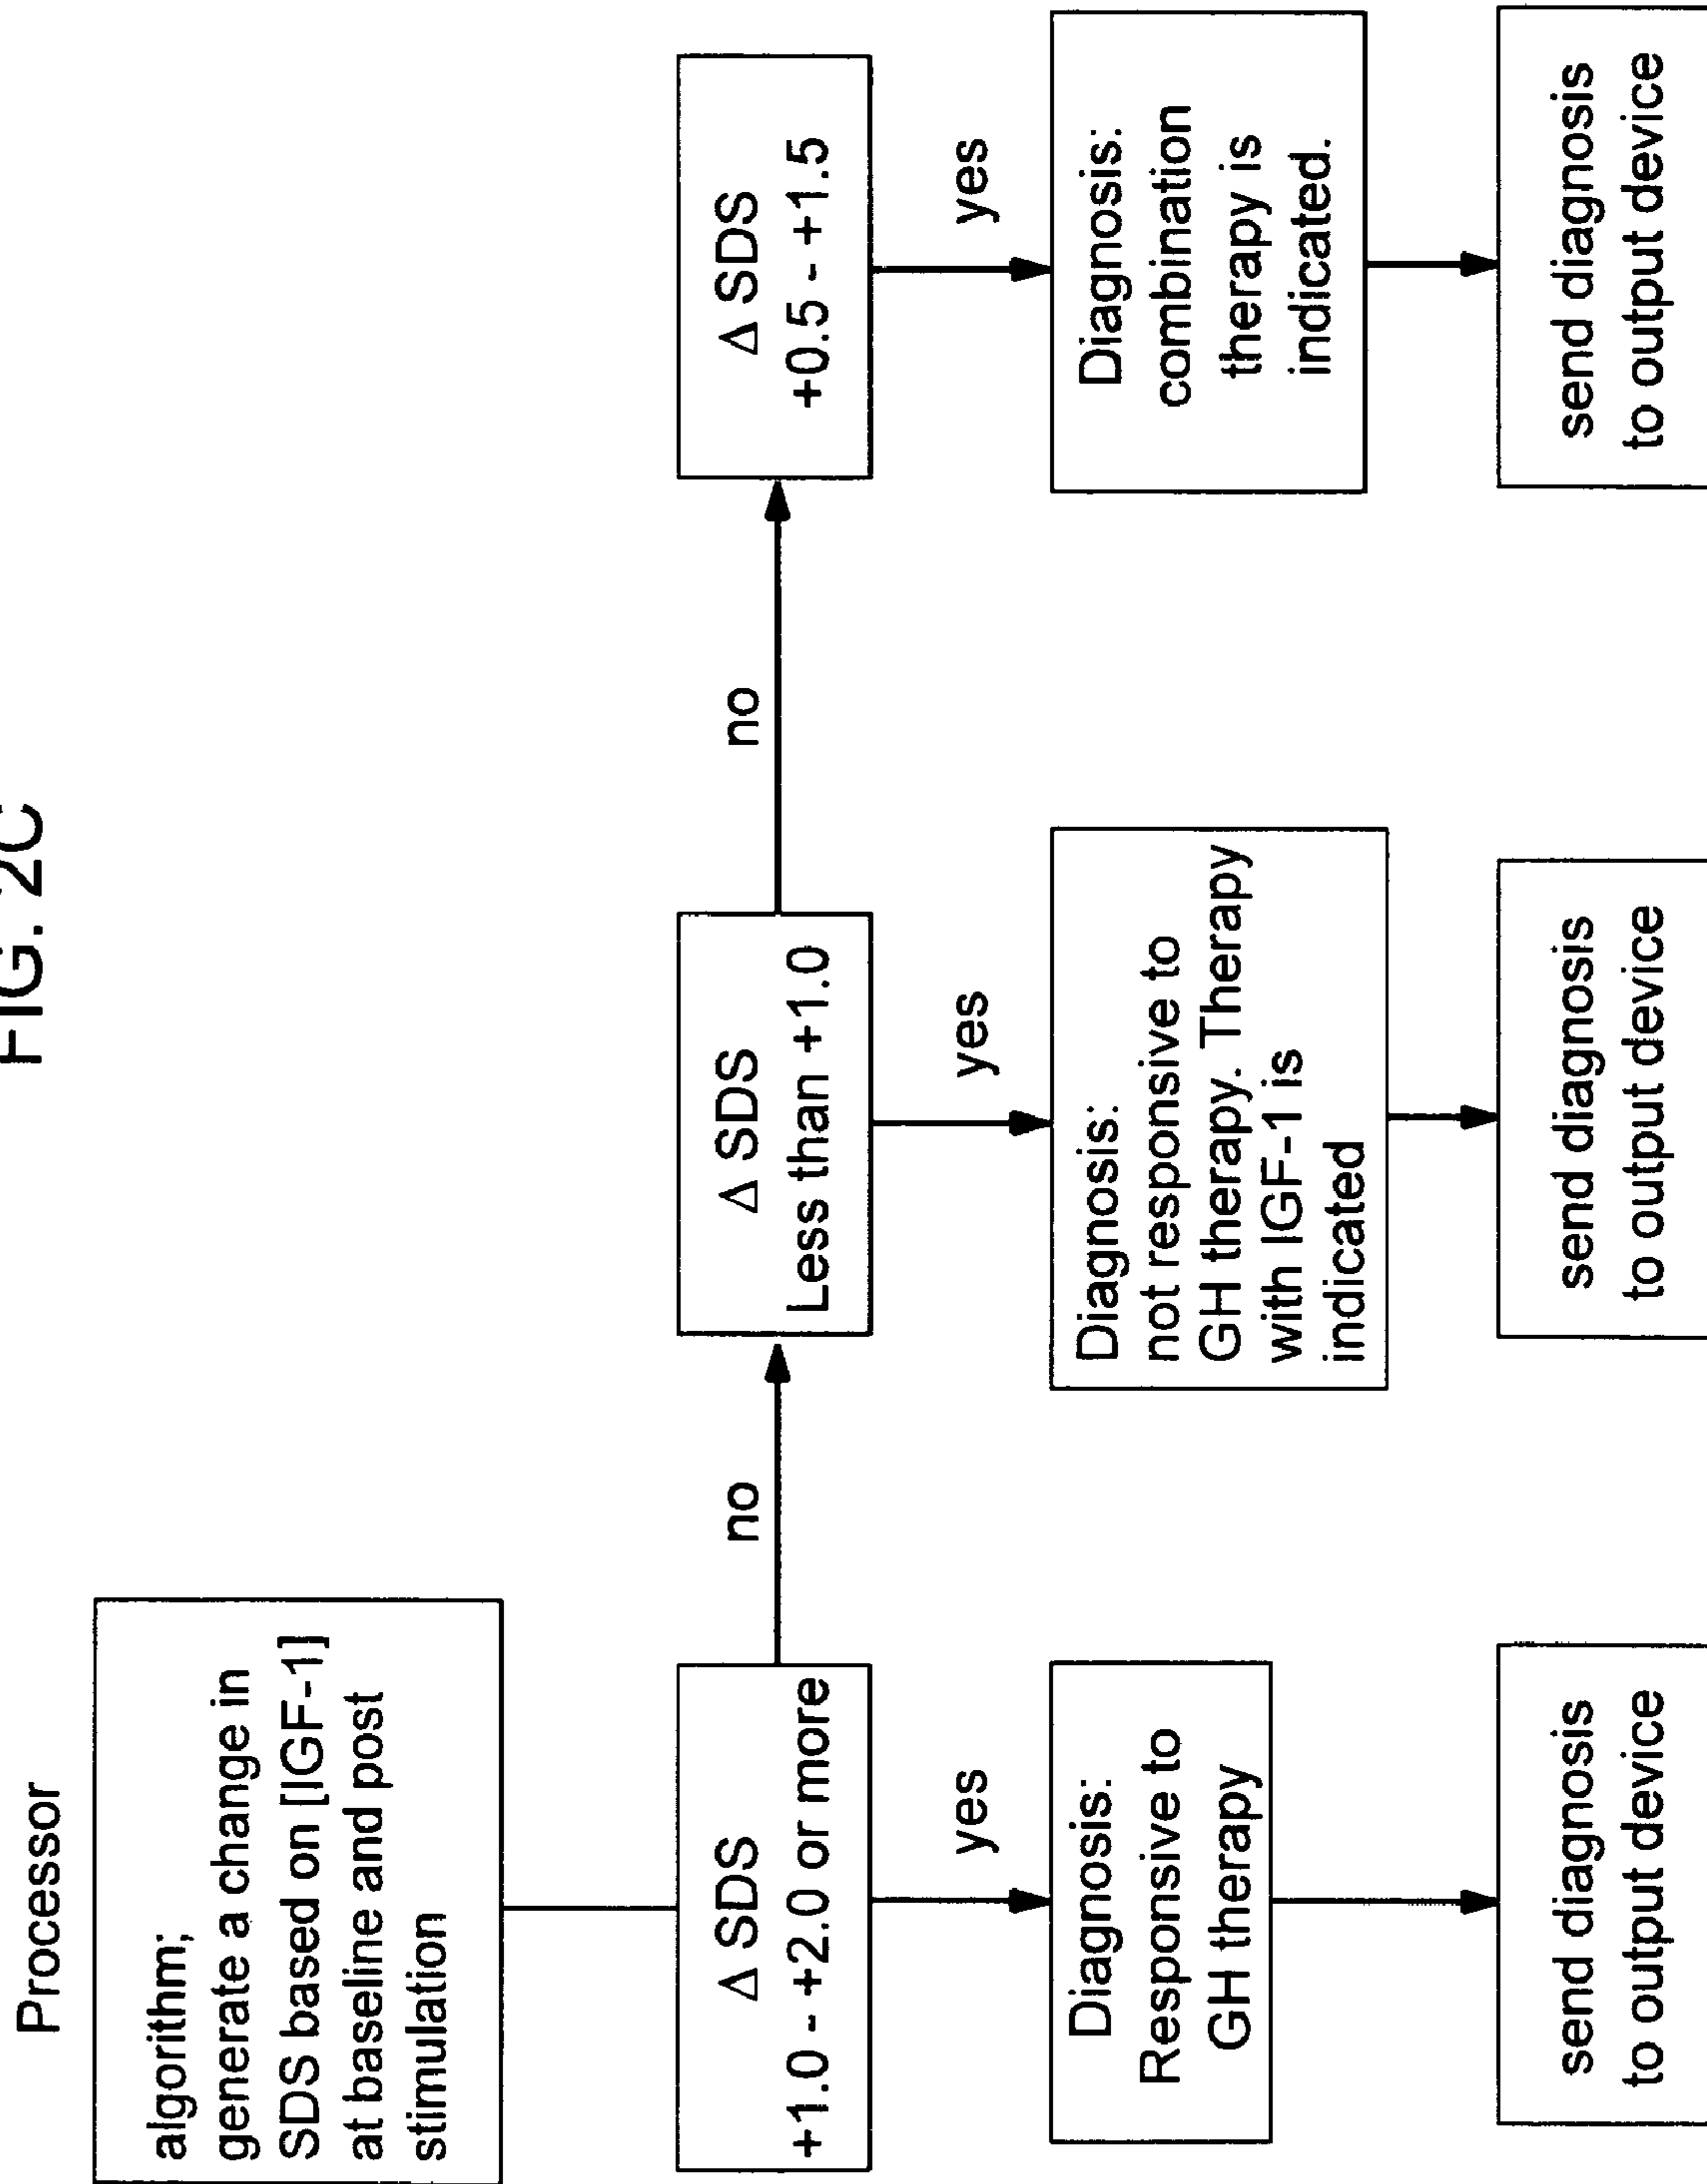 FIG. 2C
Processor
algorithm;
generate a change in
SDS based on [IGF-1]
at baseline and post
stimulation
Δ SDS
+1.0 - +2.0 or more
no
Δ SDS
Less than +1.0
no
Δ SDS
+0.5 - +1.5
yes
yes
yes
Diagnosis:
Responsive to
GH therapy
Diagnosis:
not responsive to
GH therapy. Therapy
with IGF-1 is
indicated
Diagnosis:
combination
therapy is
indicated.
send diagnosis
to output device
send diagnosis
to output device
send diagnosis
to output device